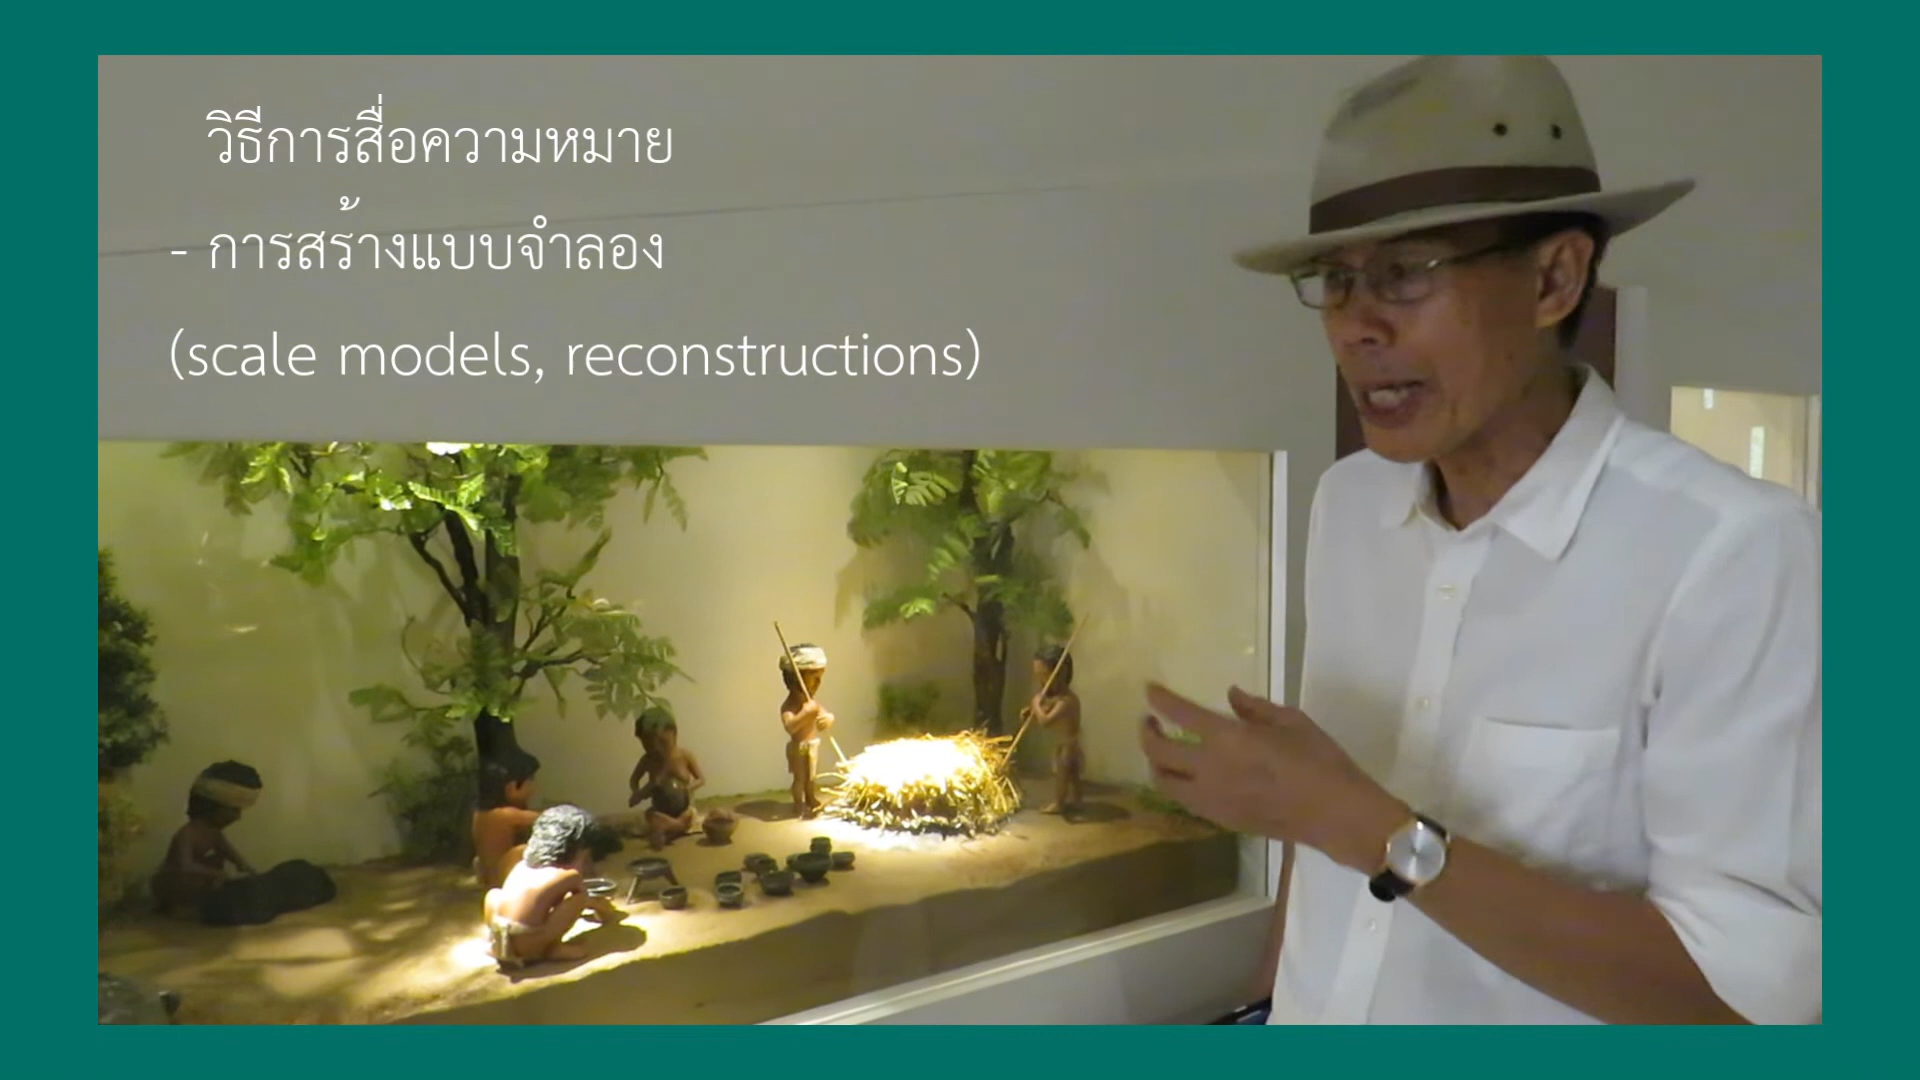 วิธีการสื่อความหมาย
- การสร้างแบบจำลอง
(scale models, reconstructions)